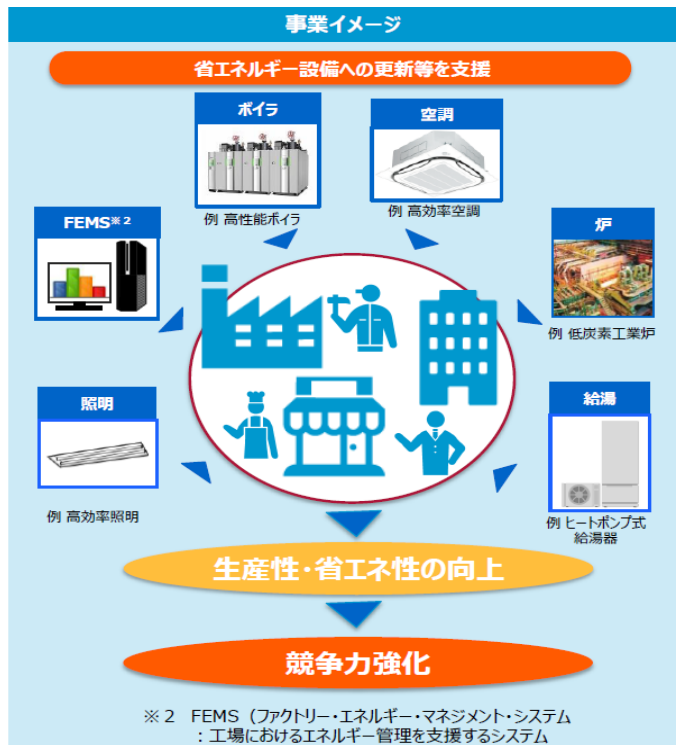 事業イメージ
省エネルギー設備への更新等を支援
ボイラ
空調
例 高性能ボイラ
例 高効率空調
FEMS※2
炉
例 低炭素工業炉
照明
給湯
例 高効率照明
例 ヒートポンプ式
給湯器
生産性・省エネ性の向上
競争力強化
※2 FEMS（ファクトリー・エネルギー・マネジメント・システム
：工場におけるエネルギー管理を支援するシステム